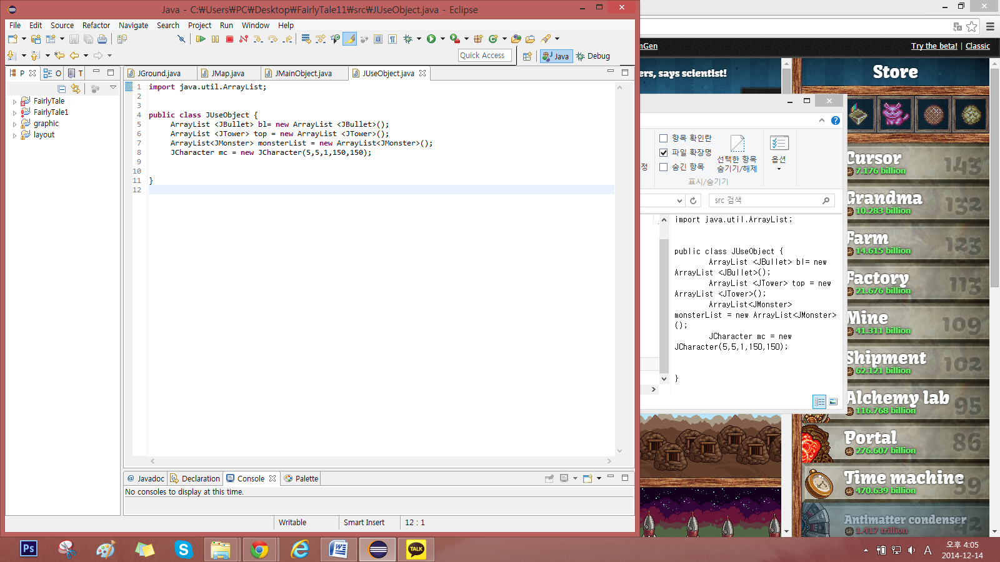 Java - C:₩Users₩PC₩Desktop₩FairlyTale11₩src₩JUseObject.java - Eclipse
File Edit Source Refactor Navigate Search Project Run Window Help
Quick Access
Java
Debug
P
O
T
JGround.java
JMap.java
JMainObject.java
JUseObject.java
FairlyTale
FairlyTale1
graphic
layout
1 import java.util.ArrayList;
2
3
4 public class JUseObject {
5 ArrayList <JBullet> bl= new ArrayList <JBullet>();
6 ArrayList <JTower> top = new ArrayList <JTower>();
7 ArrayList<JMonster> monsterList = new ArrayList<JMonster>();
8 JCharacter mc = new JCharacter(5,5,1,150,150);
9
10
11 }
12
@ Javadoc
Declaration
Console
Palette
No consoles to display at this time.
Writable
Smart Insert
12 : 1
nGen
Try the beta! | Classic
ers, says scientist!
항목 확인란
파일 확장명
숨긴 항목
정
선택한 항목
숨기기/해제
옵션
표시/숨기기
src 검색
import java.util.ArrayList;
public class JUseObject {
ArrayList <JBullet> bl= new
ArrayList <JBullet>();
ArrayList <JTower> top = new
ArrayList <JTower>();
ArrayList<JMonster>
monsterList = new ArrayList<JMonster>
();
JCharacter mc = new
JCharacter(5,5,1,150,150);
}
Store
Cursor
7.176 billion
143
Grandma
10.283 billion
132
Farm
14.615 billion
123
Factory
21.676 billion
113
Mine
41.311 billion
109
Shipment
62.121 billion
102
Alchemy lab
116.768 billion
95
Portal
276.607 billion
86
Time machine
470.639 billion
59
Antimatter condenser
1.417 trillion
42
Ps
S
W
TALK
A
오후 4:05
2014-12-14